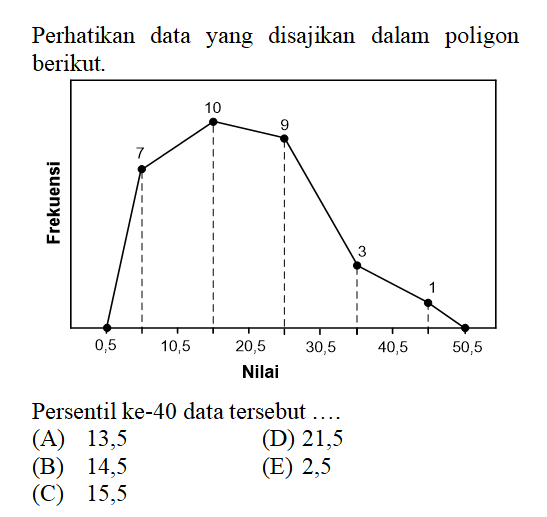 Perhatikan data yang disajikan dalam poligon
berikut.
10
9
7
3
1
Frekuensi
0,5 10,5 20,5 30,5 40,5 50,5
Nilai
Persentil ke-40 data tersebut ….
(A) 13,5 (D) 21,5
(B) 14,5 (E) 2,5
(C) 15,5